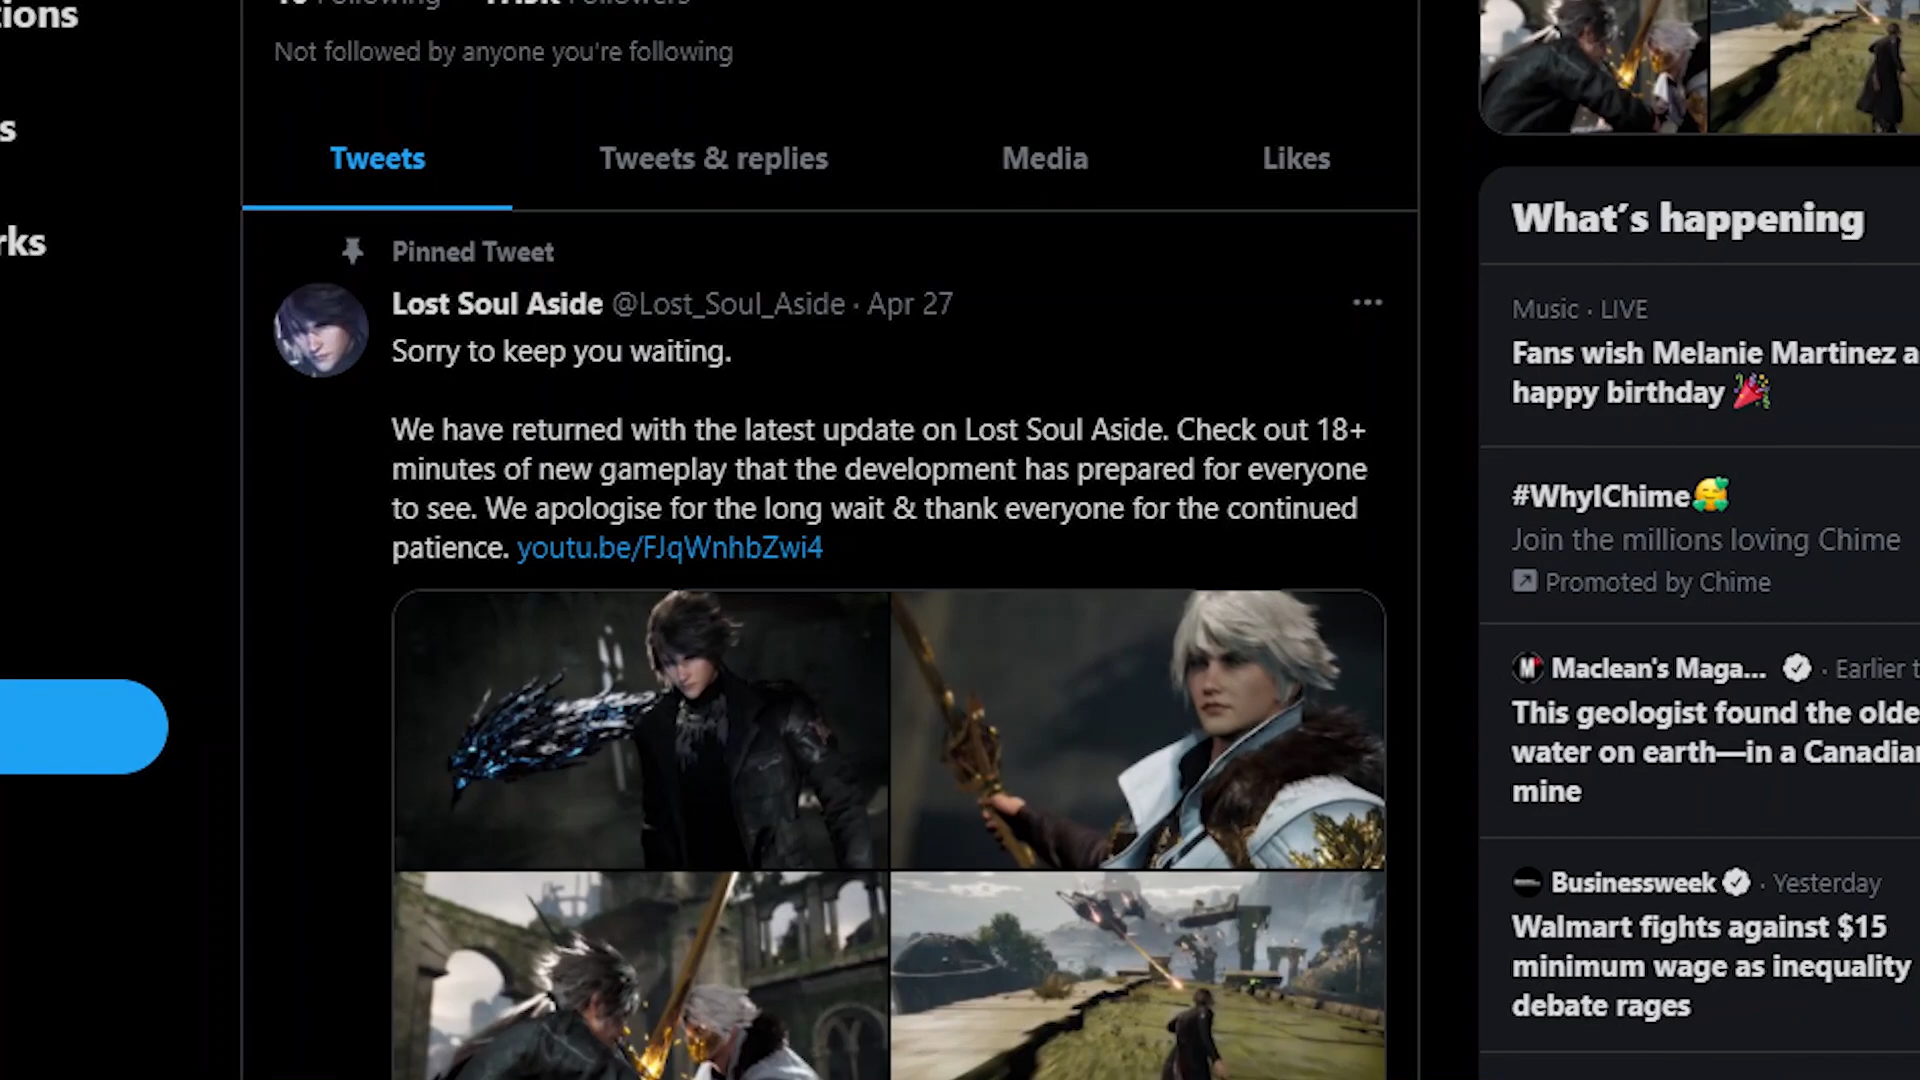 tions
s
rks
Following Followers
Not followed by anyone you're following
Tweets Tweets & replies Media Likes
Pinned Tweet
Lost Soul Aside @Lost_Soul_Aside · Apr 27
Sorry to keep you waiting.
We have returned with the latest update on Lost Soul Aside. Check out 18+
minutes of new gameplay that the development has prepared for everyone
to see. We apologise for the long wait & thank everyone for the continued
patience. youtu.be/FJqWnhbZwi4
What's happening
Music · LIVE
Fans wish Melanie Martinez a
happy birthday 🎉
#WhyIChime🥰
Join the millions loving Chime
Promoted by Chime
M Maclean's Maga... · Earlier t
This geologist found the olde
water on earth—in a Canadian
mine
Businessweek · Yesterday
Walmart fights against $15
minimum wage as inequality
debate rages